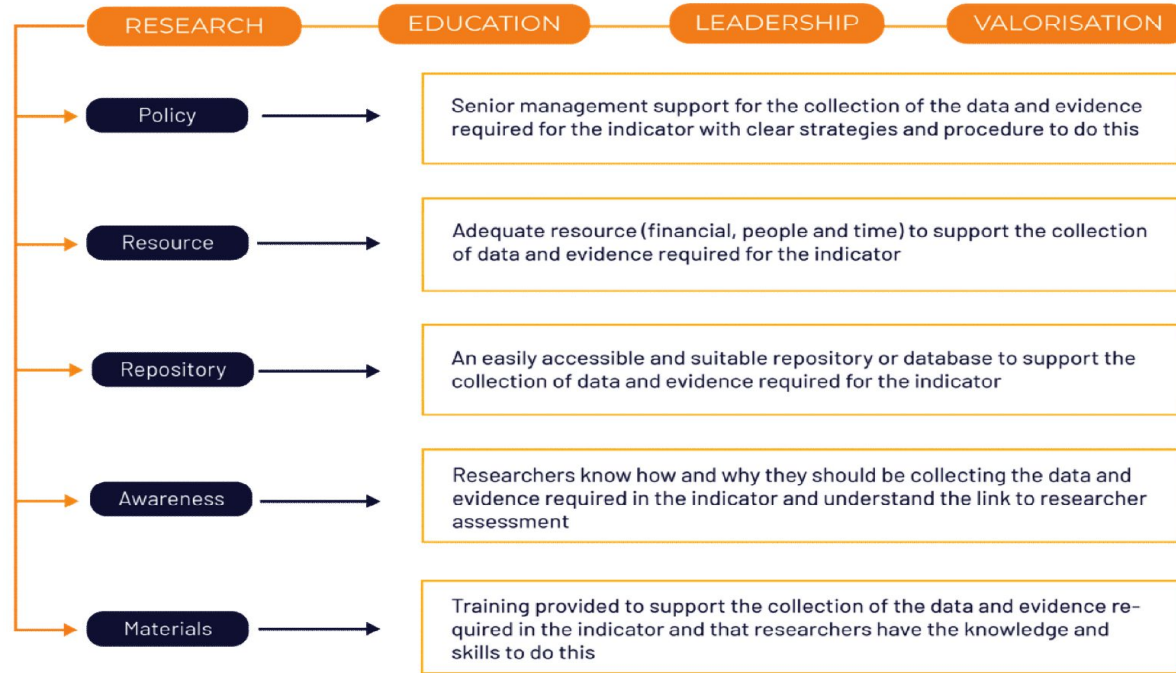 RESEARCH
EDUCATION
LEADERSHIP
VALORISATION
Policy
Senior management support for the collection of the data and evidence
required for the indicator with clear strategies and procedure to do this
Resource
Adequate resource (financial, people and time) to support the collection
of data and evidence required for the indicator
Repository
An easily accessible and suitable repository or database to support the
collection of data and evidence required for the indicator
Awareness
Researchers know how and why they should be collecting the data and
evidence required in the indicator and understand the link to researcher
assessment
Materials
Training provided to support the collection of the data and evidence re-
quired in the indicator and that researchers have the knowledge and
skills to do this